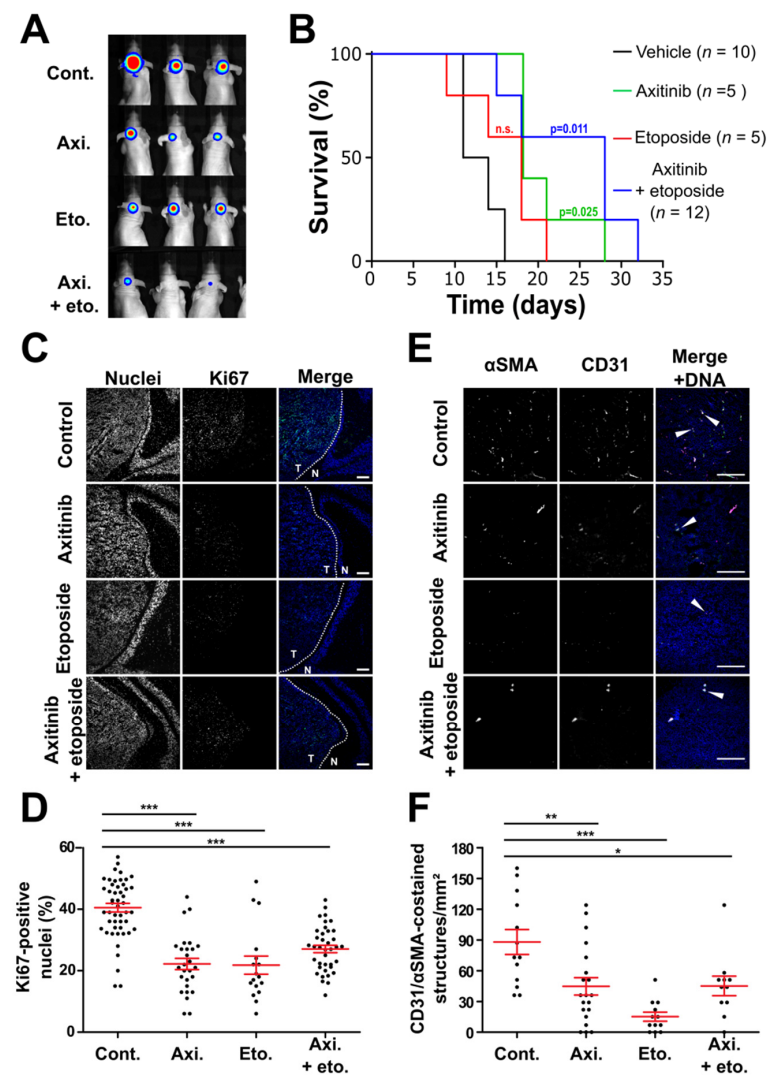 A
Cont.
Axi.
Eto.
Axi.
+ eto.
B
Survival (%)
100
50
0
0 5 10 15 20 25 30 35
Time (days)
n.s.
p=0.011
p=0.025
Vehicle (n = 10)
Axitinib (n =5 )
Etoposide (n = 5)
Axitinib
+ etoposide
(n = 12)
C
Nuclei Ki67 Merge
Control
T N
Axitinib
T N
Etoposide
T N
Axitinib
+ etoposide
T N
E
αSMA CD31 Merge
+DNA
Control
Axitinib
Etoposide
Axitinib
+ etoposide
D
Ki67-positive
nuclei (%)
60
40
20
0
***
***
***
Cont. Axi. Eto. Axi.
+ eto.
F
CD31/αSMA-costained
structures/mm²
180
150
120
90
60
30
0
**
***
*
Cont. Axi. Eto. Axi.
+ eto.